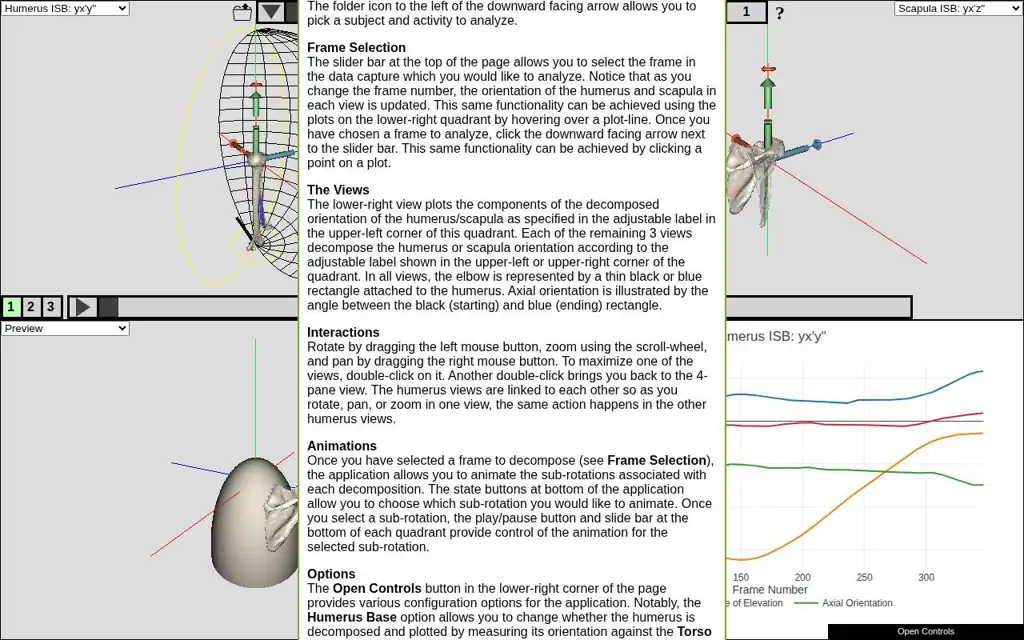 Humerus ISB: yx'y"
1
?
Scapula ISB: yx'z"
The folder icon to the left of the downward facing arrow allows you to
pick a subject and activity to analyze.
Frame Selection
The slider bar at the top of the page allows you to select the frame in
the data capture which you would like to analyze. Notice that as you
change the frame number, the orientation of the humerus and scapula in
each view is updated. This same functionality can be achieved using the
plots on the lower-right quadrant by hovering over a plot-line. Once you
have chosen a frame to analyze, click the downward facing arrow next
to the slider bar. This same functionality can be achieved by clicking a
point on a plot.
The Views
The lower-right view plots the components of the decomposed
orientation of the humerus/scapula as specified in the adjustable label in
the upper-left corner of this quadrant. Each of the remaining 3 views
decompose the humerus or scapula orientation according to the
adjustable label shown in the upper-left or upper-right corner of the
quadrant. In all views, the elbow is represented by a thin black or blue
rectangle attached to the humerus. Axial orientation is illustrated by the
angle between the black (starting) and blue (ending) rectangle.
Interactions
Rotate by dragging the left mouse button, zoom using the scroll-wheel,
and pan by dragging the right mouse button. To maximize one of the
views, double-click on it. Another double-click brings you back to the 4-
pane view. The humerus views are linked to each other so as you
rotate, pan, or zoom in one view, the same action happens in the other
humerus views.
Animations
Once you have selected a frame to decompose (see Frame Selection),
the application allows you to animate the sub-rotations associated with
each decomposition. The state buttons at bottom of the application
allow you to choose which sub-rotation you would like to animate. Once
you select a sub-rotation, the play/pause button and slide bar at the
bottom of each quadrant provide control of the animation for the
selected sub-rotation.
Options
The Open Controls button in the lower-right corner of the page
provides various configuration options for the application. Notably, the
Humerus Base option allows you to change whether the humerus is
decomposed and plotted by measuring its orientation against the Torso
1 2 3
Preview
merus ISB: yx'y"
150 200 250 300
Frame Number
e of Elevation Axial Orientation
Open Controls